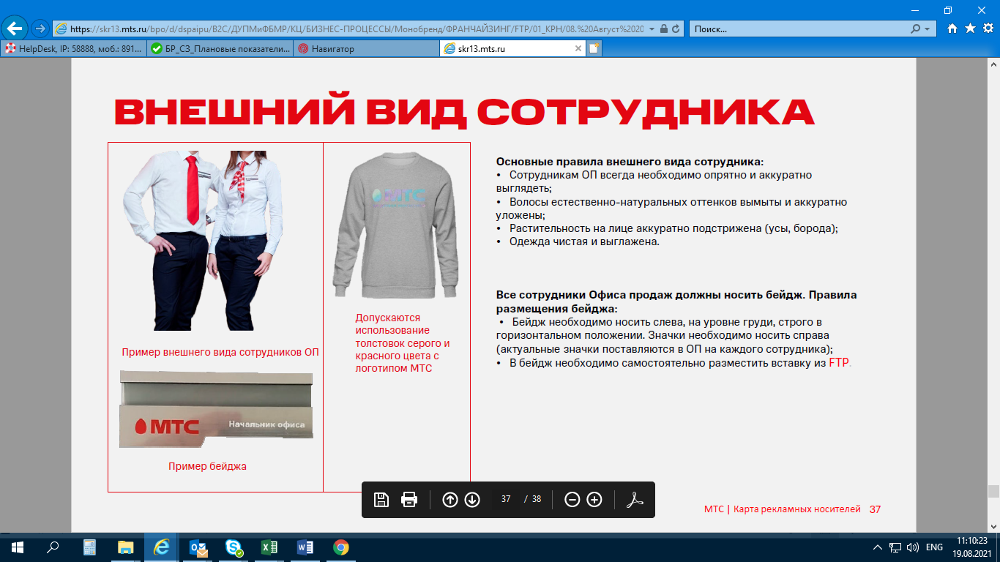 https://skr13.mts.ru/bpo/d/dspaipu/B2C/ДУПМиФБМР/КЦ/БИЗНЕС-ПРОЦЕССЫ/Монобренд/ФРАНЧАЙЗИНГ/FTP/01_КРН/08.%20Август%2020
Поиск...
HelpDesk, IP: 58888, моб.: 891...
БР_СЗ_Плановые показатели...
Навигатор
skr13.mts.ru
ВНЕШНИЙ ВИД СОТРУДНИКА
МТС
Допускаются
использование
толстовок серого и
красного цвета с
логотипом МТС
Пример внешнего вида сотрудников ОП
МТС
Начальник офиса
Пример бейджа
Основные правила внешнего вида сотрудника:
• Сотрудникам ОП всегда необходимо опрятно и аккуратно
выглядеть;
• Волосы естественно-натуральных оттенков вымыты и аккуратно
уложены;
• Растительность на лице аккуратно подстрижена (усы, борода);
• Одежда чистая и выглажена.
Все сотрудники Офиса продаж должны носить бейдж. Правила
размещения бейджа:
• Бейдж необходимо носить слева, на уровне груди, строго в
горизонтальном положении. Значки необходимо носить справа
(актуальные значки поставляются в ОП на каждого сотрудника);
• В бейдж необходимо самостоятельно разместить вставку из FTP.
37 / 38
МТС | Карта рекламных носителей 37
ENG
11:10:23
19.08.2021